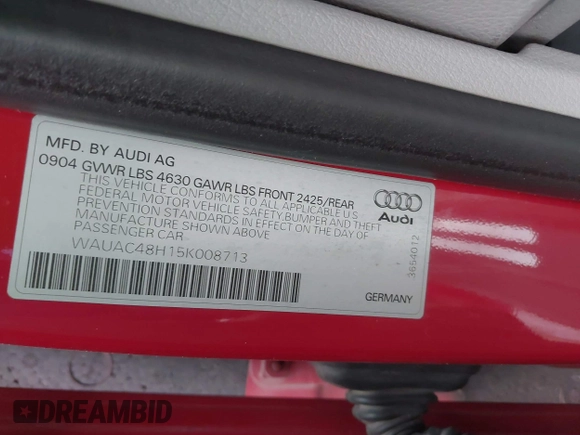 MFD. BY AUDI AG
0904 GVWR LBS 4630 GAWR LBS FRONT 2425/REAR
THIS VEHICLE CONFORMS TO ALL APPLICABLE U.S.
FEDERAL MOTOR VEHICLE SAFETY,BUMPER AND THEFT
PREVENTION STANDARDS IN EFFECT ON THE DAY OF
MANUFACTURE SHOWN ABOVE
PASSENGER CAR
WAUAC48H15K008713
Audi
3654012
GERMANY
DREAMBID